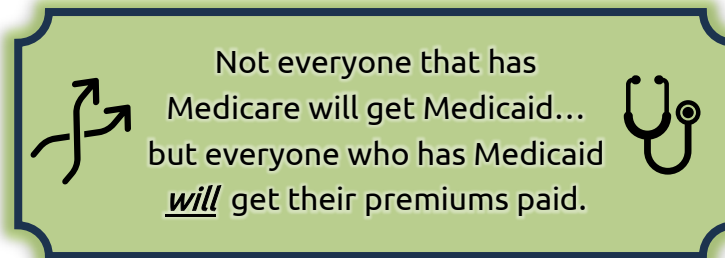 Not everyone that has
Medicare will get Medicaid...
but everyone who has Medicaid
will get their premiums paid.